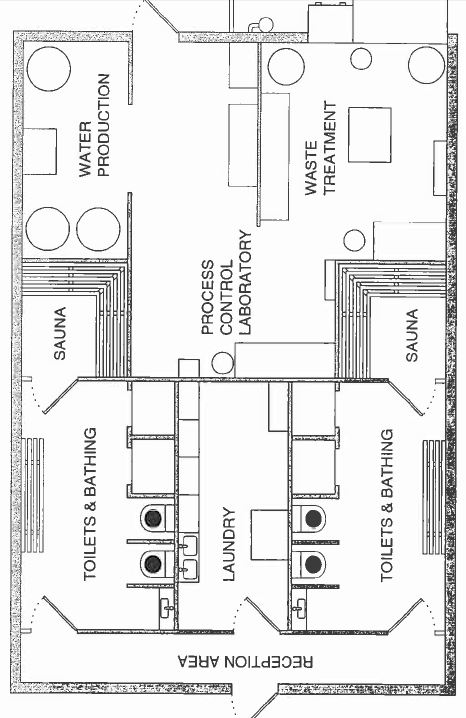 WATER
PRODUCTION
WASTE
TREATMENT
PROCESS
CONTROL
LABORATORY
SAUNA
SAUNA
TOILETS & BATHING
LAUNDRY
TOILETS & BATHING
RECEPTION AREA